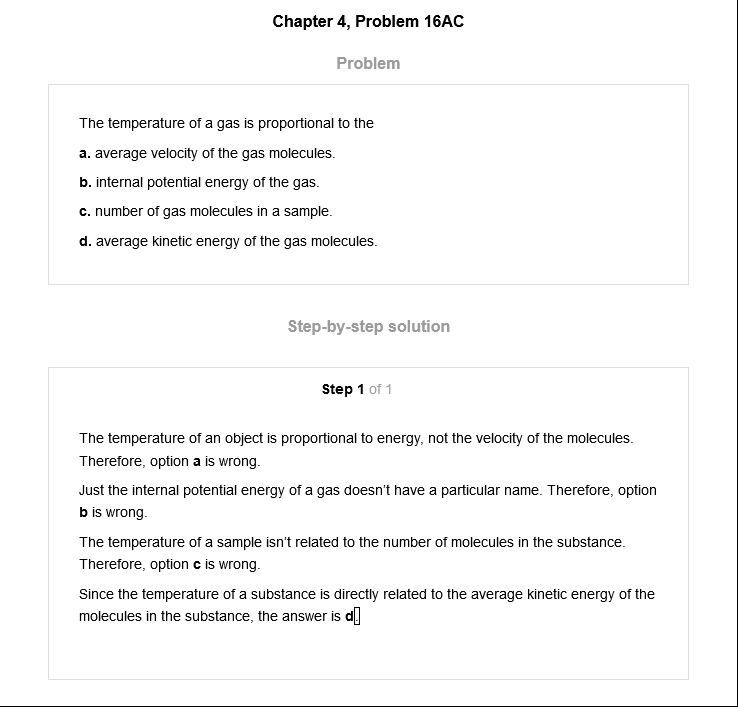 Chapter 4, Problem 16AC
Problem
The temperature of a gas is proportional to the
a. average velocity of the gas molecules.
b. internal potential energy of the gas.
c. number of gas molecules in a sample.
d. average kinetic energy of the gas molecules.
Step-by-step solution
Step 1 of 1
The temperature of an object is proportional to energy, not the velocity of the molecules.
Therefore, option a is wrong.
Just the internal potential energy of a gas doesn’t have a particular name. Therefore, option
b is wrong.
The temperature of a sample isn’t related to the number of molecules in the substance.
Therefore, option c is wrong.
Since the temperature of a substance is directly related to the average kinetic energy of the
molecules in the substance, the answer is d.